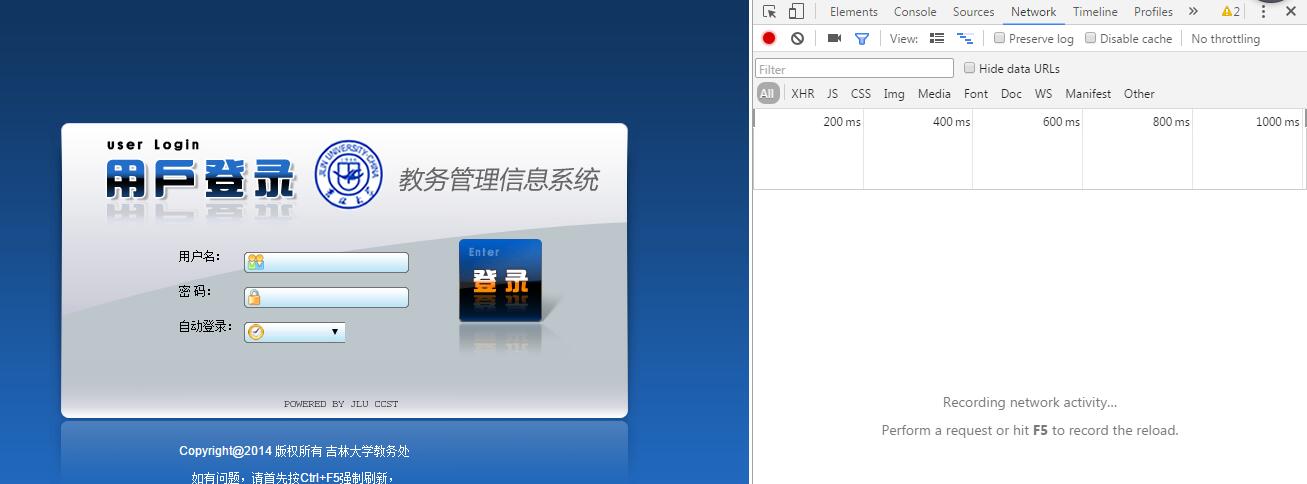 user Login
用戶登录
JILIN UNIVERSITY·CHINA
教务管理信息系统
用户名：
密 码：
自动登录：
Enter
登录
POWERED BY JLU CCST
Copyright@2014 版权所有 吉林大学教务处
如有问题，请首先按Ctrl+F5强制刷新，
Elements Console Sources Network Timeline Profiles » 2
View: Preserve log Disable cache No throttling
Filter Hide data URLs
All XHR JS CSS Img Media Font Doc WS Manifest Other
200 ms 400 ms 600 ms 800 ms 1000 ms
Recording network activity...
Perform a request or hit F5 to record the reload.